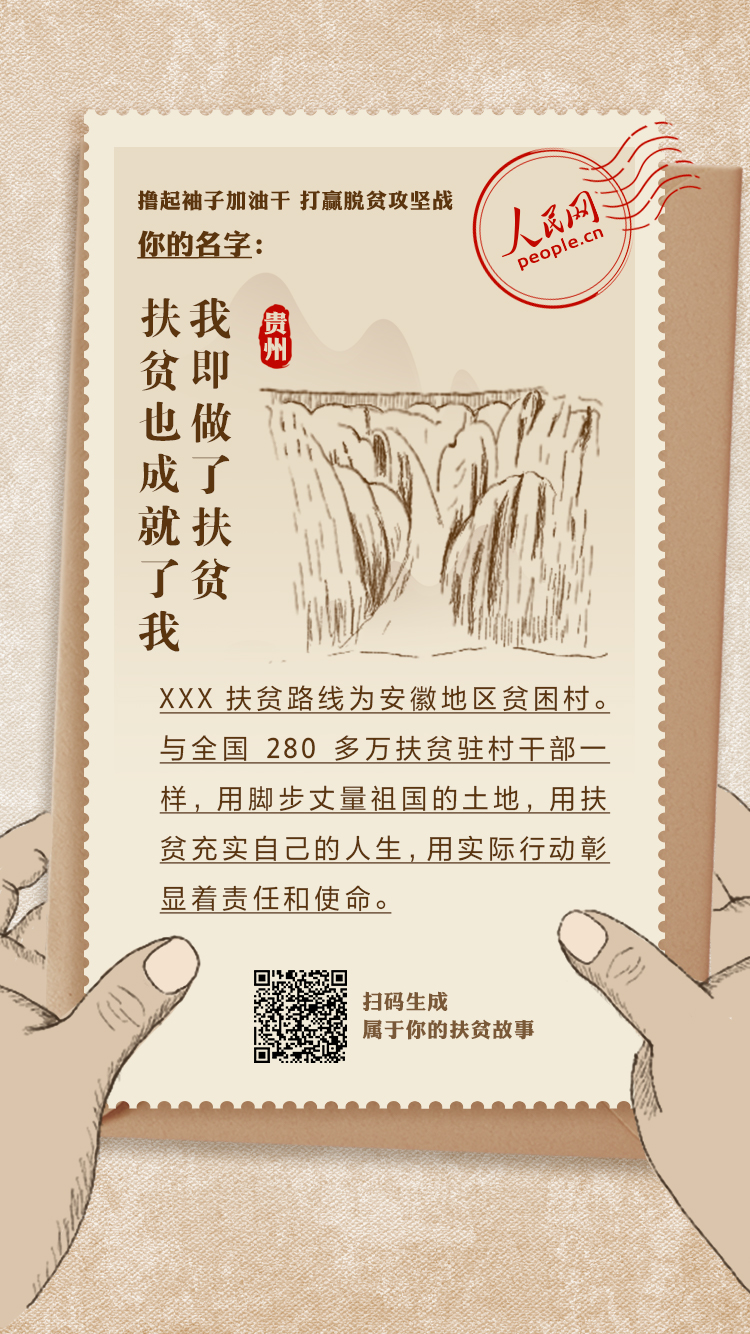 撸起袖子加油干 打赢脱贫攻坚战
你的名字：
人民网
people.cn
我即做了扶贫
扶贫也成就了我
贵州
XXX 扶贫路线为安徽地区贫困村。
与全国 280 多万扶贫驻村干部一
样，用脚步丈量祖国的土地，用扶
贫充实自己的人生，用实际行动彰
显着责任和使命。
扫码生成
属于你的扶贫故事